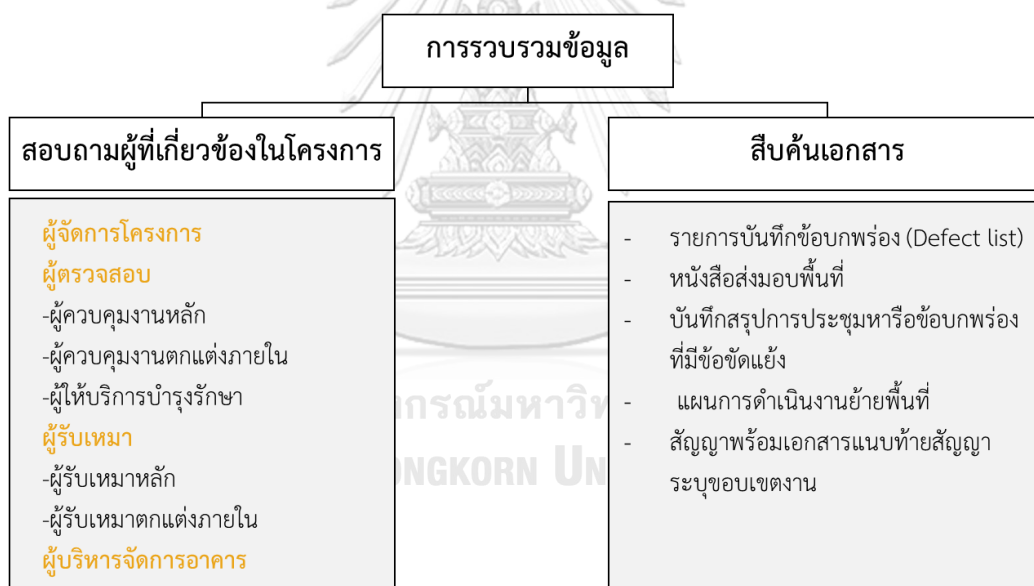 การรวบรวมข้อมูล
สอบถามผู้ที่เกี่ยวข้องในโครงการ
ผู้จัดการโครงการ
ผู้ตรวจสอบ
-ผู้ควบคุมงานหลัก
-ผู้ควบคุมงานตกแต่งภายใน
-ผู้ให้บริการบำรุงรักษา
ผู้รับเหมา
-ผู้รับเหมาหลัก
-ผู้รับเหมาตกแต่งภายใน
ผู้บริหารจัดการอาคาร
สืบค้นเอกสาร
- รายการบันทึกข้อบกพร่อง (Defect list)
- หนังสือส่งมอบพื้นที่
- บันทึกสรุปการประชุมหารือข้อบกพร่อง
ที่มีข้อขัดแย้ง
- แผนการดำเนินงานย้ายพื้นที่
- สัญญาพร้อมเอกสารแนบท้ายสัญญา
ระบุขอบเขตงาน